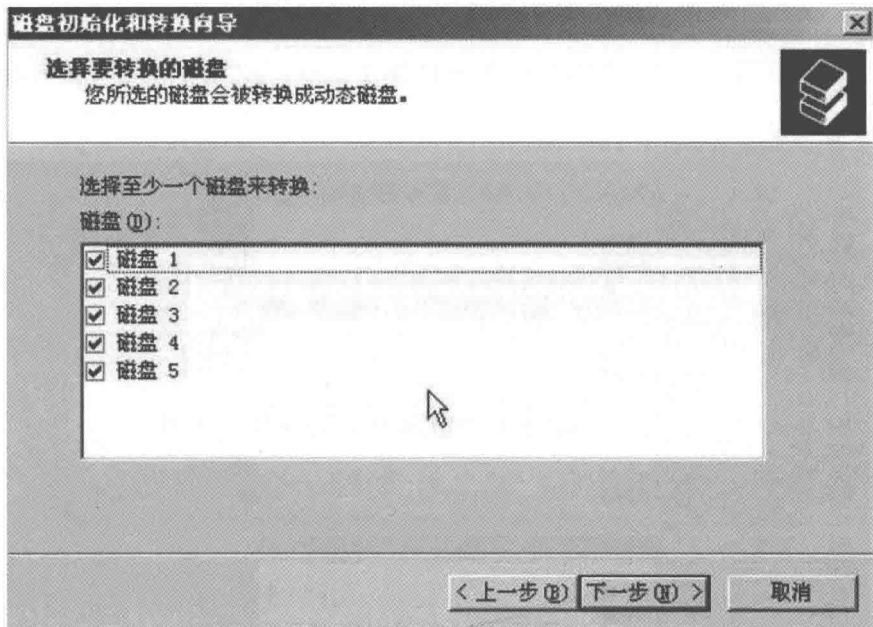 磁盘初始化和转换向导
选择要转换的磁盘
您所选的磁盘会被转换成动态磁盘。
选择至少一个磁盘来转换:
磁盘(D):
磁盘 1
磁盘 2
磁盘 3
磁盘 4
磁盘 5
< 上一步(B) 下一步(N) > 取消